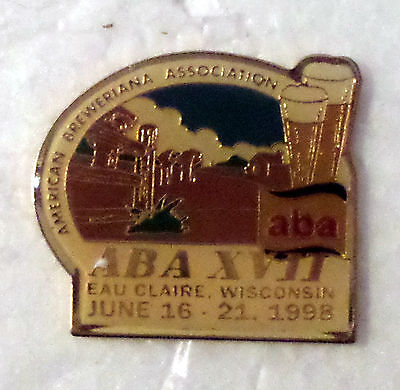 AMERICAN BREWERIANA ASSOCIATION
aba
ABA XVII
EAU CLAIRE, WISCONSIN
JUNE 16 - 21, 1998